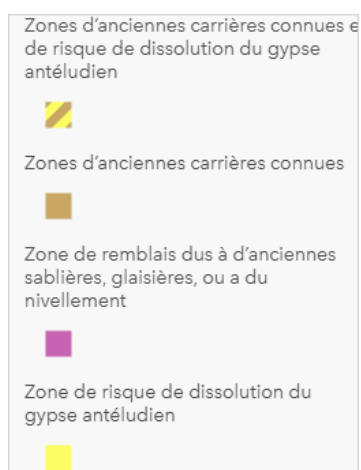 Zones d'anciennes carrières connues e
de risque de dissolution du gypse
antéludien
Zones d'anciennes carrières connues
Zone de remblais dus à d'anciennes
sablières, glaisières, ou a du
nivellement
Zone de risque de dissolution du
gypse antéludien